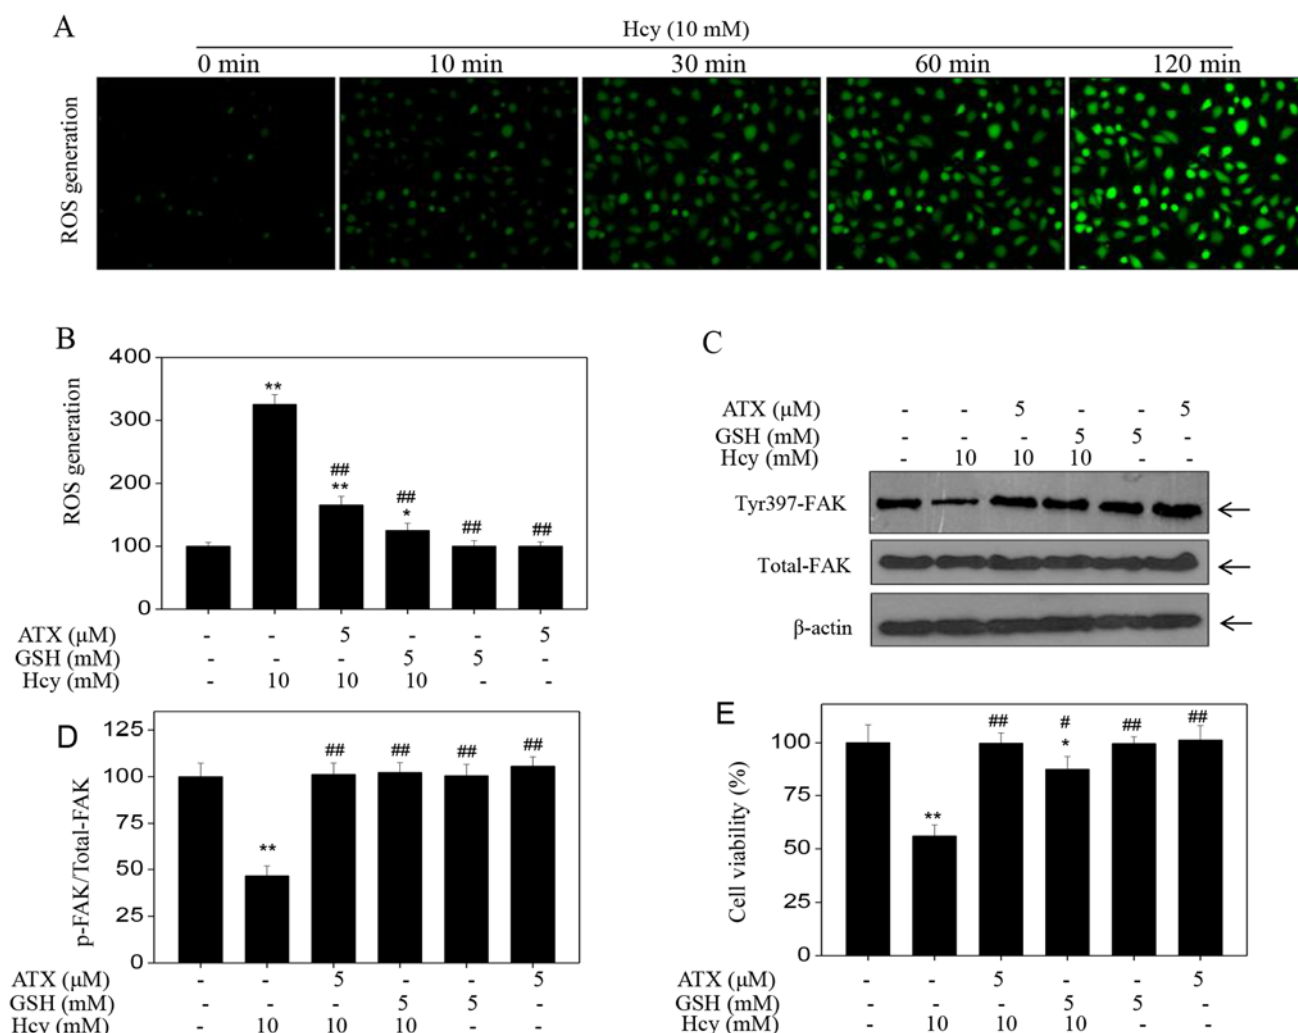 A
Hcy (10 mM)
0 min 10 min 30 min 60 min 120 min
ROS generation
B
ROS generation
400
300
200
100
0
**
##
**
##
*
##
##
ATX (μM) - - 5 - - 5
GSH (mM) - - - 5 5 -
Hcy (mM) - 10 10 10 - -
C
ATX (μM) - - 5 - - 5
GSH (mM) - - - 5 5 -
Hcy (mM) - 10 10 10 - -
Tyr397-FAK
Total-FAK
β-actin
D
p-FAK/Total-FAK
125
100
75
50
25
0
**
##
##
##
##
ATX (μM) - - 5 - - 5
GSH (mM) - - - 5 5 -
Hcy (mM) - 10 10 10 - -
E
Cell viability (%)
100
75
50
25
0
**
##
#
*
##
##
ATX (μM) - - 5 - - 5
GSH (mM) - - - 5 5 -
Hcy (mM) - 10 10 10 - -